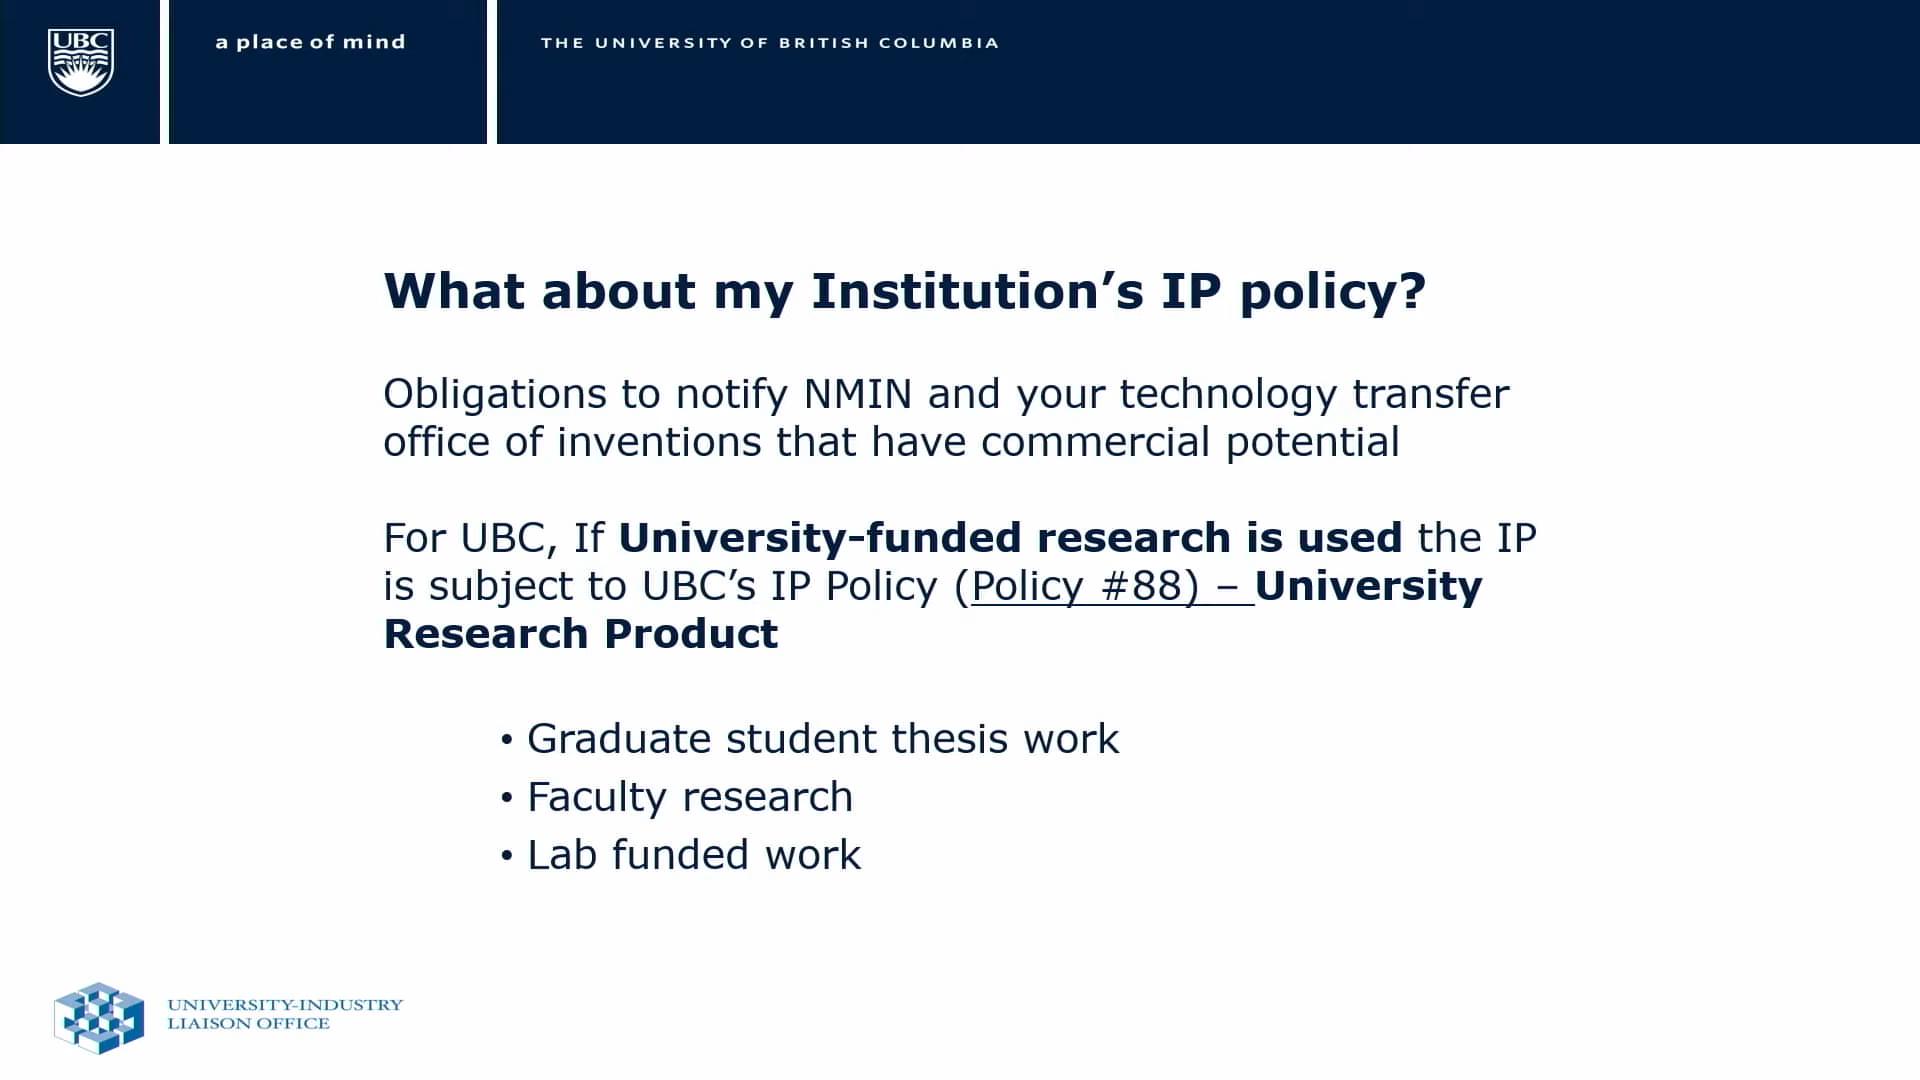 UBC
a place of mind
THE UNIVERSITY OF BRITISH COLUMBIA
What about my Institution’s IP policy?
Obligations to notify NMIN and your technology transfer
office of inventions that have commercial potential
For UBC, If University-funded research is used the IP
is subject to UBC’s IP Policy (Policy #88) – University
Research Product
• Graduate student thesis work
• Faculty research
• Lab funded work
UNIVERSITY-INDUSTRY
LIAISON OFFICE